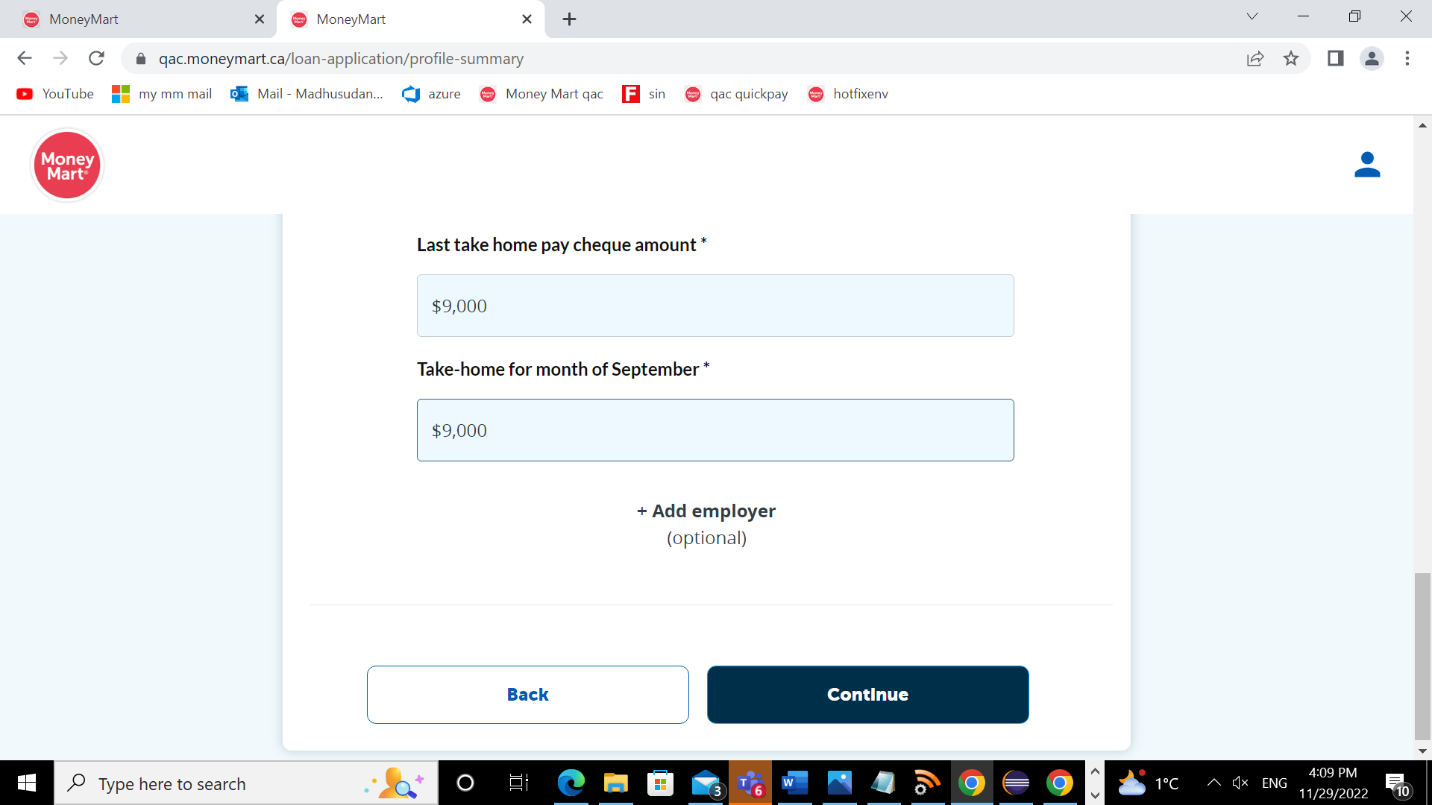 MoneyMart
MoneyMart
qac.moneymart.ca/loan-application/profile-summary
YouTube
my mm mail
Mail - Madhusudan...
azure
Money Mart qac
F
sin
qac quickpay
hotfixenv
Money
Mart
Last take home pay cheque amount *
$9,000
Take-home for month of September *
$9,000
+ Add employer
(optional)
Back
Continue
Type here to search
3
T
6
W
1°C
ENG
4:09 PM
11/29/2022
10